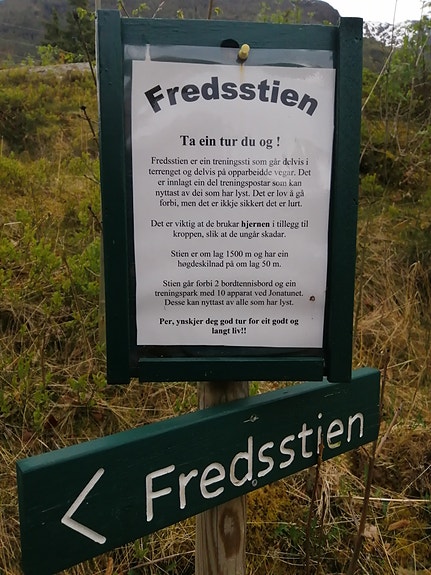 Fredsstien
Ta ein tur du og !
Fredsstien er ein treningssti som går delvis i
terrenget og delvis på opparbeidde vegar. Det
er innlagt ein del treningspostar som kan
nyttast av dei som har lyst. Det er lov å gå
forbi, men det er ikkje sikkert det er lurt.
Det er viktig at de brukar hjernen i tillegg til
kroppen, slik at de ungår skadar.
Stien er om lag 1500 m og har ein
høgdeskilnad på om lag 50 m.
Stien går forbi 2 bordtennisbord og ein
treningspark med 10 apparat ved Jonatunet.
Desse kan nyttast av alle som har lyst.
Per, ynskjer deg god tur for eit godt og
langt liv!!
< Fredsstien